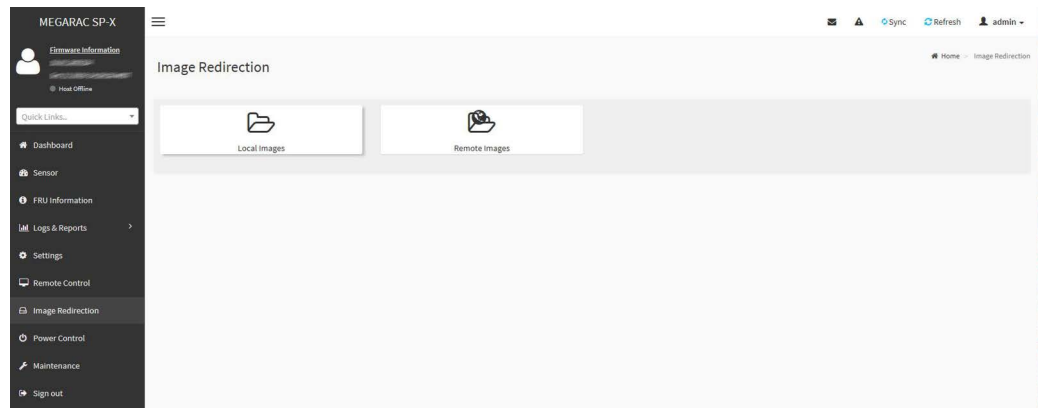 MEGARAC SP-X
Sync
Refresh
admin
Firmware Information
Host Offline
Quick Links...
Dashboard
Sensor
FRU Information
Logs & Reports
Settings
Remote Control
Image Redirection
Power Control
Maintenance
Sign out
Image Redirection
Home > Image Redirection
Local Images
Remote Images